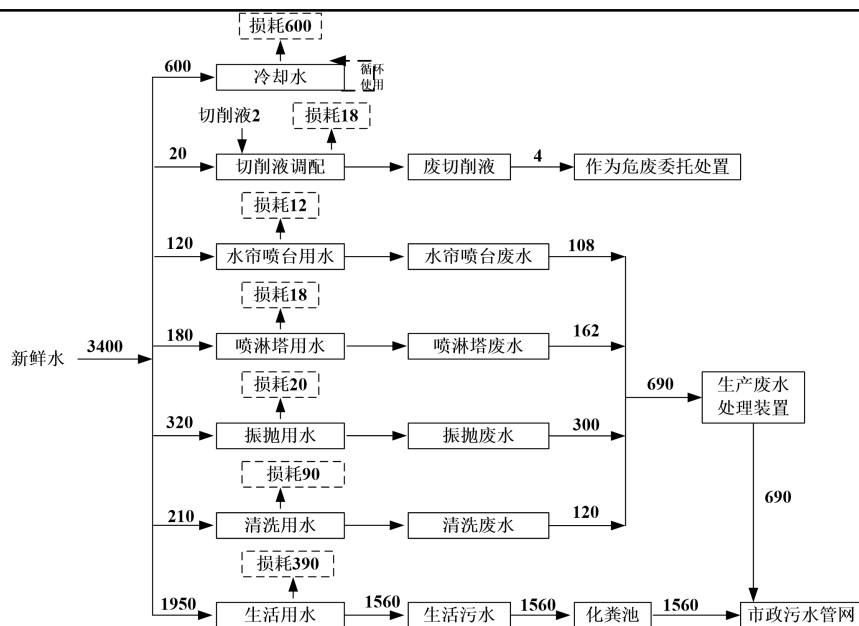 损耗600
600
冷却水
循环
使用
切削液2
损耗18
20
切削液调配
废切削液
4
作为危废委托处置
损耗12
120
水帘喷台用水
水帘喷台废水
108
损耗18
新鲜水
3400
180
喷淋塔用水
喷淋塔废水
162
690
生产废水
处理装置
损耗20
320
振抛用水
振抛废水
300
损耗90
690
210
清洗用水
清洗废水
120
损耗390
1950
生活用水
1560
生活污水
1560
化粪池
1560
市政污水管网